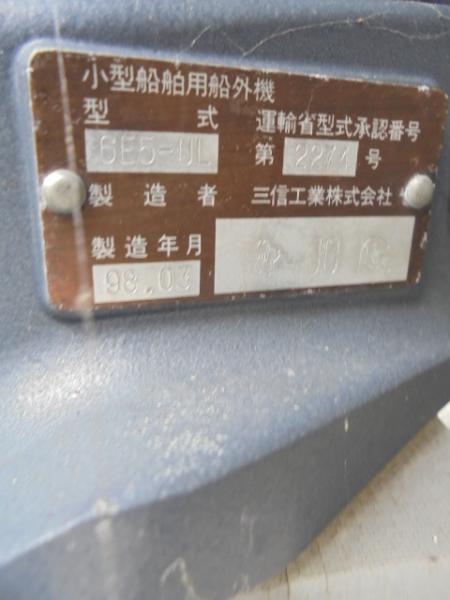 小型船舶用船外機
型式 運輸省型式承認番号
6E5-UL 第 2271 号
製造者 三信工業株式会社
製造年月
98.03